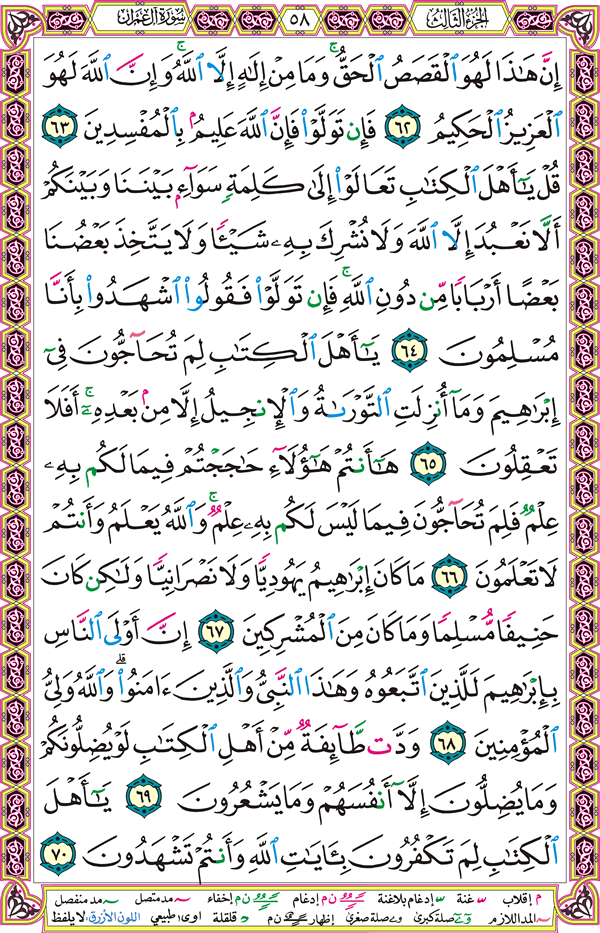 الجزء الثالث ٥٨ سورة آل عمران
إِنَّ هَٰذَا لَهُوَ ٱلْقَصَصُ ٱلْحَقُّ ۚ وَمَا مِنْ إِلَٰهٍ إِلَّا ٱللَّهُ ۚ وَإِنَّ ٱللَّهَ لَهُوَ
ٱلْعَزِيزُ ٱلْحَكِيمُ ٦٢ فَإِن تَوَلَّوْا۟ فَإِنَّ ٱللَّهَ عَلِيمٌۢ بِٱلْمُفْسِدِينَ ٦٣
قُلْ يَٰٓأَهْلَ ٱلْكِتَٰبِ تَعَالَوْا۟ إِلَىٰ كَلِمَةٍ سَوَآءٍۭ بَيْنَنَا وَبَيْنَكُمْ
أَلَّا نَعْبُدَ إِلَّا ٱللَّهَ وَلَا نُشْرِكَ بِهِۦ شَيْـًٔا وَلَا يَتَّخِذَ بَعْضُنَا
بَعْضًا أَرْبَابًا مِّن دُونِ ٱللَّهِ ۚ فَإِن تَوَلَّوْا۟ فَقُولُوا۟ ٱشْهَدُوا۟ بِأَنَّا
مُسْلِمُونَ ٦٤ يَٰٓأَهْلَ ٱلْكِتَٰبِ لِمَ تُحَآجُّونَ فِىٓ
إِبْرَٰهِيمَ وَمَآ أُنزِلَتِ ٱلتَّوْرَىٰةُ وَٱلْإِنجِيلُ إِلَّا مِنۢ بَعْدِهِۦٓ ۚ أَفَلَا
تَعْقِلُونَ ٦٥ هَٰٓأَنتُمْ هَٰٓؤُلَآءِ حَٰجَجْتُمْ فِيمَا لَكُم بِهِۦ
عِلْمٌ فَلِمَ تُحَآجُّونَ فِيمَا لَيْسَ لَكُم بِهِۦ عِلْمٌ ۚ وَٱللَّهُ يَعْلَمُ وَأَنتُمْ
لَا تَعْلَمُونَ ٦٦ مَا كَانَ إِبْرَٰهِيمُ يَهُودِيًّا وَلَا نَصْرَانِيًّا وَلَٰكِن كَانَ
حَنِيفًا مُّسْلِمًا وَمَا كَانَ مِنَ ٱلْمُشْرِكِينَ ٦٧ إِنَّ أَوْلَى ٱلنَّاسِ
بِإِبْرَٰهِيمَ لَلَّذِينَ ٱتَّبَعُوهُ وَهَٰذَا ٱلنَّبِىُّ وَٱلَّذِينَ ءَامَنُوا۟ ۗ وَٱللَّهُ وَلِىُّ
ٱلْمُؤْمِنِينَ ٦٨ وَدَّت طَّآئِفَةٌ مِّنْ أَهْلِ ٱلْكِتَٰبِ لَوْ يُضِلُّونَكُمْ
وَمَا يُضِلُّونَ إِلَّآ أَنفُسَهُمْ وَمَا يَشْعُرُونَ ٦٩ يَٰٓأَهْلَ
ٱلْكِتَٰبِ لِمَ تَكْفُرُونَ بِـَٔايَٰتِ ٱللَّهِ وَأَنتُمْ تَشْهَدُونَ ٧٠
م إقلاب غنة إدغام بلاغنة ن م إدغام ن م إخفاء مد متصل مد منفصل
المد اللازم صلة كبرى صلة صغرى إظهار ن م قلقلة اوى طبيعي اللون الأزرق: لا يلفظ